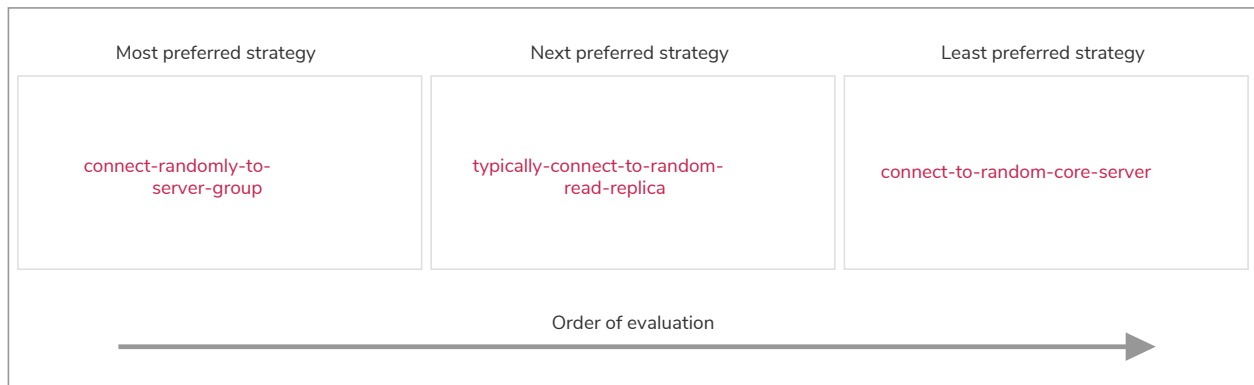 Most preferred strategy
Next preferred strategy
Least preferred strategy
connect-randomly-to-
server-group
typically-connect-to-random-
read-replica
connect-to-random-core-server
Order of evaluation